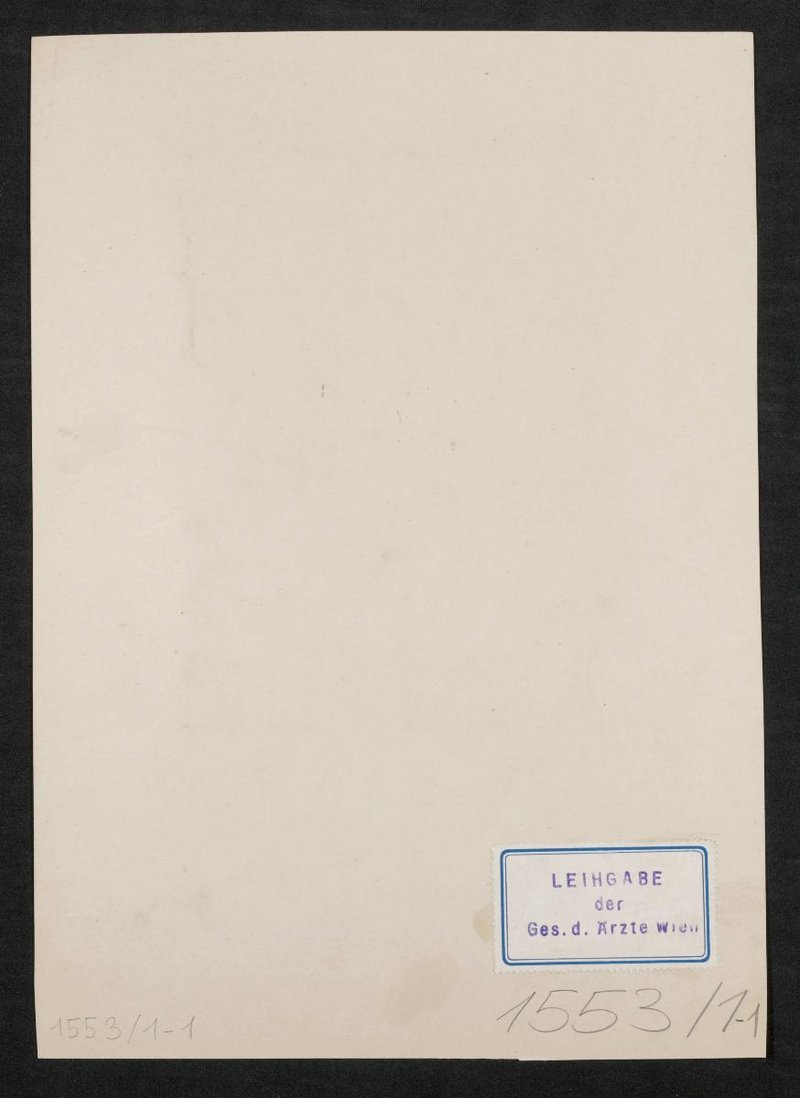 LEIHGABE
der
Ges. d. Ärzte Wien
1553/1-1
1553/1-1